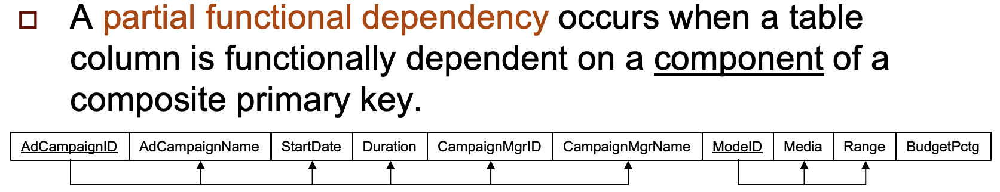 A partial functional dependency occurs when a table
column is functionally dependent on a component of a
composite primary key.
AdCampaignID AdCampaignName StartDate Duration CampaignMgrID CampaignMgrName ModeID Media Range BudgetPctg